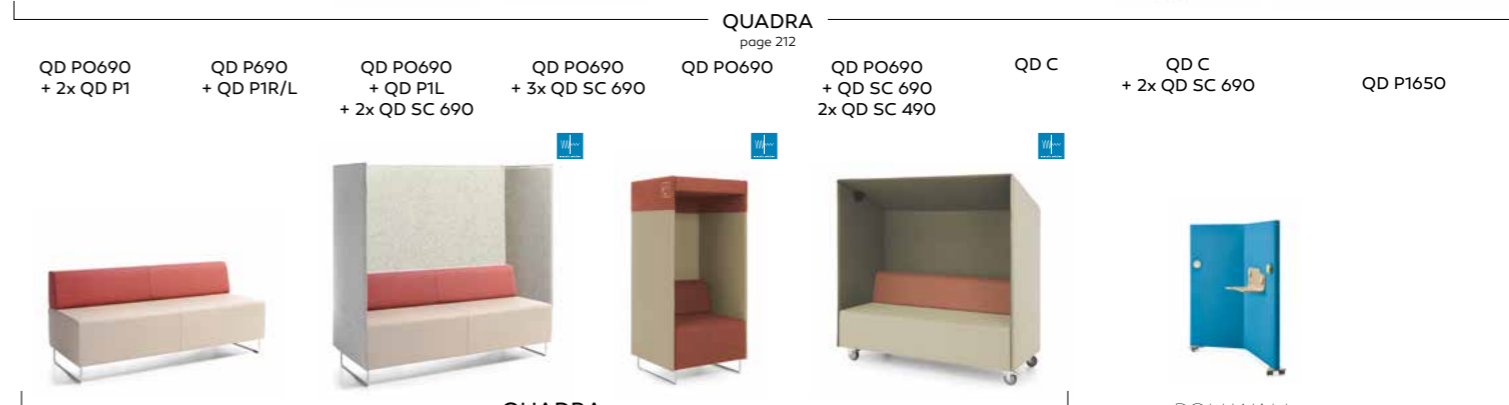 QUADRA
page 212
QD PO690
+ 2x QD P1
QD P690
+ QD P1R/L
QD PO690
+ QD P1L
+ 2x QD SC 690
QD PO690
+ 3x QD SC 690
QD PO690
QD PO690
+ QD SC 690
2x QD SC 490
QD C
QD C
+ 2x QD SC 690
QD P1650